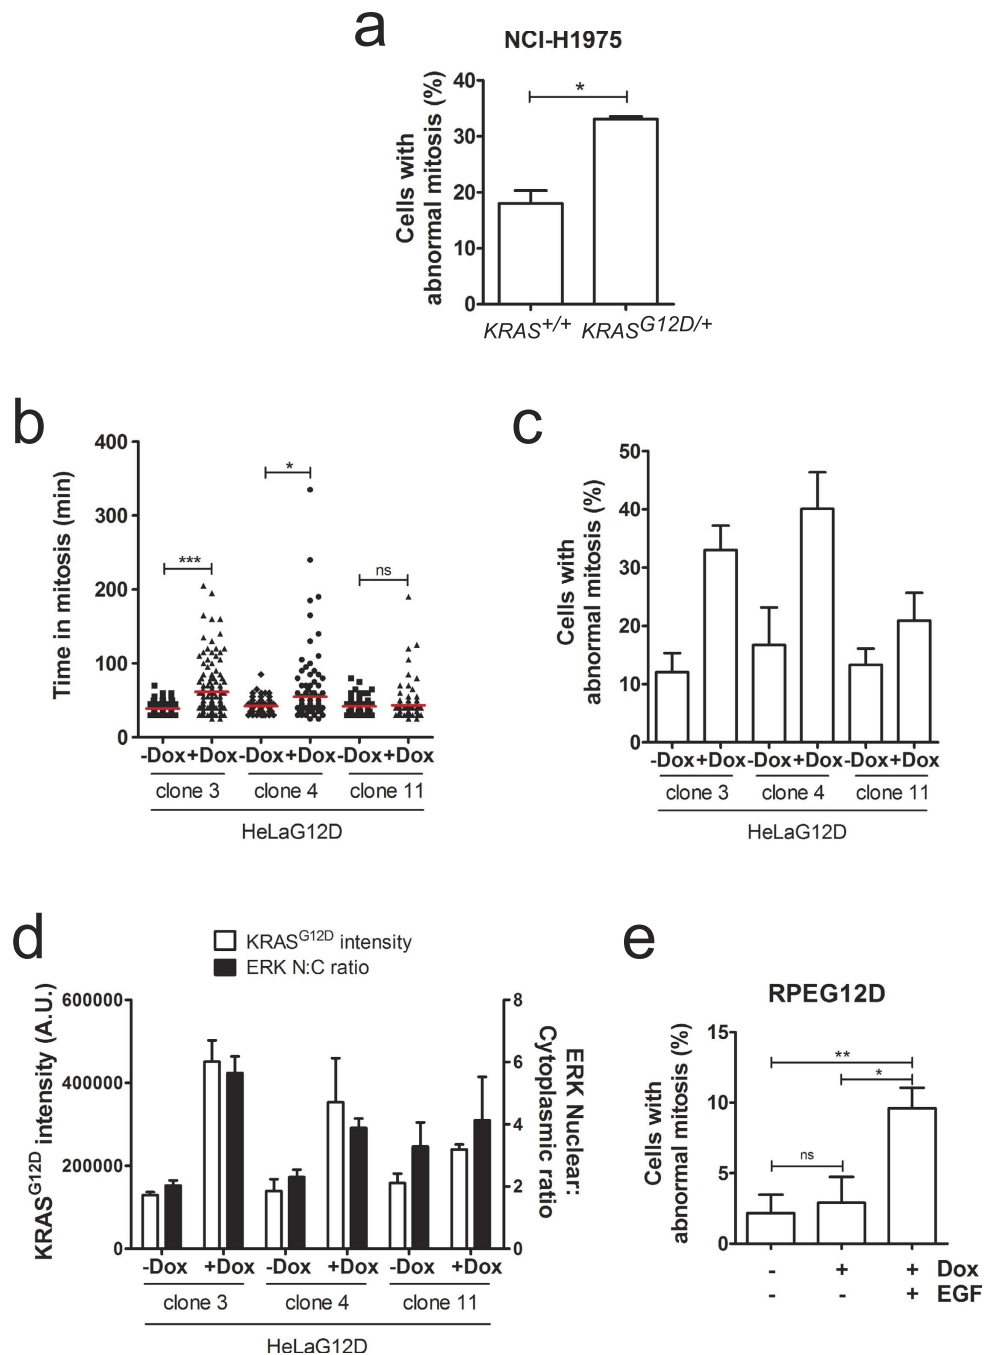 a
NCI-H1975
Cells with
abnormal mitosis (%)
40
30
20
10
0
*
KRAS+/+ KRASG12D/+
b
Time in mitosis (min)
400
300
200
100
0
***
*
ns
-Dox +Dox -Dox +Dox -Dox +Dox
clone 3 clone 4 clone 11
HeLaG12D
c
Cells with
abnormal mitosis (%)
50
40
30
20
10
0
-Dox +Dox -Dox +Dox -Dox +Dox
clone 3 clone 4 clone 11
HeLaG12D
d
KRASG12D intensity
ERK N:C ratio
KRASG12D intensity (A.U.)
600000
400000
200000
0
8
6
4
2
0
ERK Nuclear:
Cytoplasmic ratio
-Dox +Dox -Dox +Dox -Dox +Dox
clone 3 clone 4 clone 11
HeLaG12D
e
RPEG12D
Cells with
abnormal mitosis (%)
15
10
5
0
**
*
ns
- + + Dox
- - + EGF